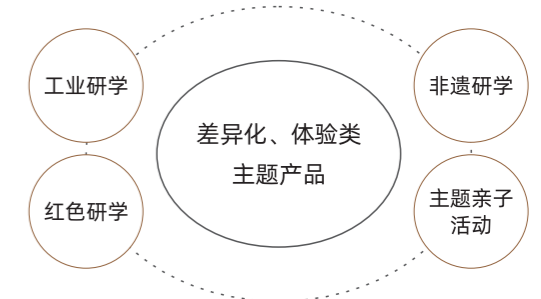 工业研学
非遗研学
差异化、体验类
主题产品
红色研学
主题亲子
活动